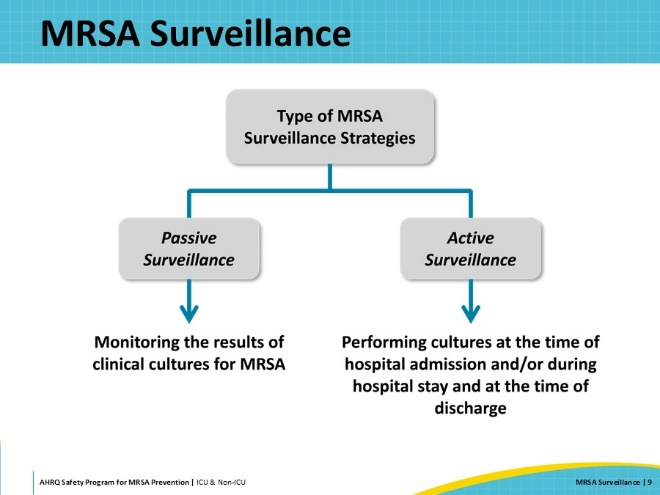 MRSA Surveillance
Type of MRSA
Surveillance Strategies
Passive
Surveillance
Active
Surveillance
Monitoring the results of
clinical cultures for MRSA
Performing cultures at the time of
hospital admission and/or during
hospital stay and at the time of
discharge
AHRQ Safety Program for MRSA Prevention | ICU & Non-ICU
MRSA Surveillance | 9